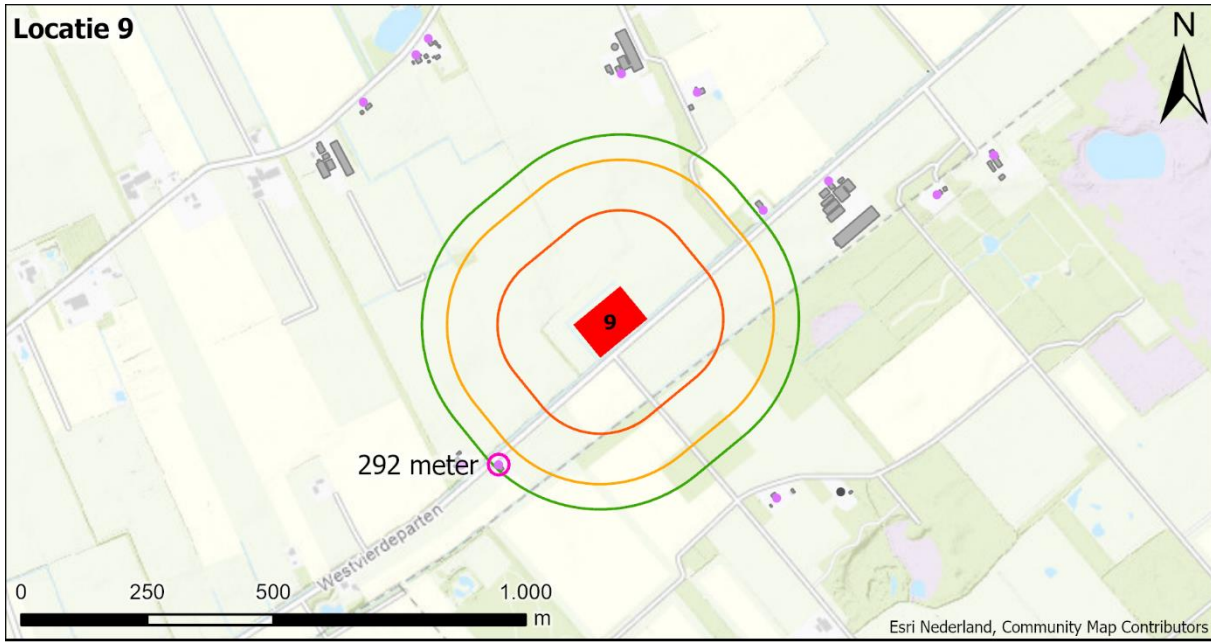 Locatie 9
N
9
292 meter
Westvierdeparten
0 250 500 1.000
m
Esri Nederland, Community Map Contributors